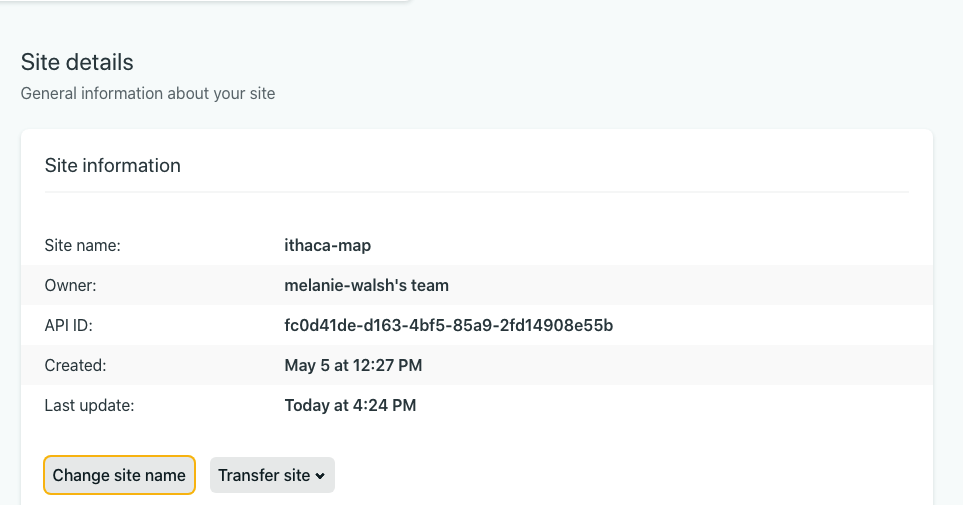 Site details
General information about your site
Site information
Site name: ithaca-map
Owner: melanie-walsh's team
API ID: fc0d41de-d163-4bf5-85a9-2fd14908e55b
Created: May 5 at 12:27 PM
Last update: Today at 4:24 PM
Change site name Transfer site